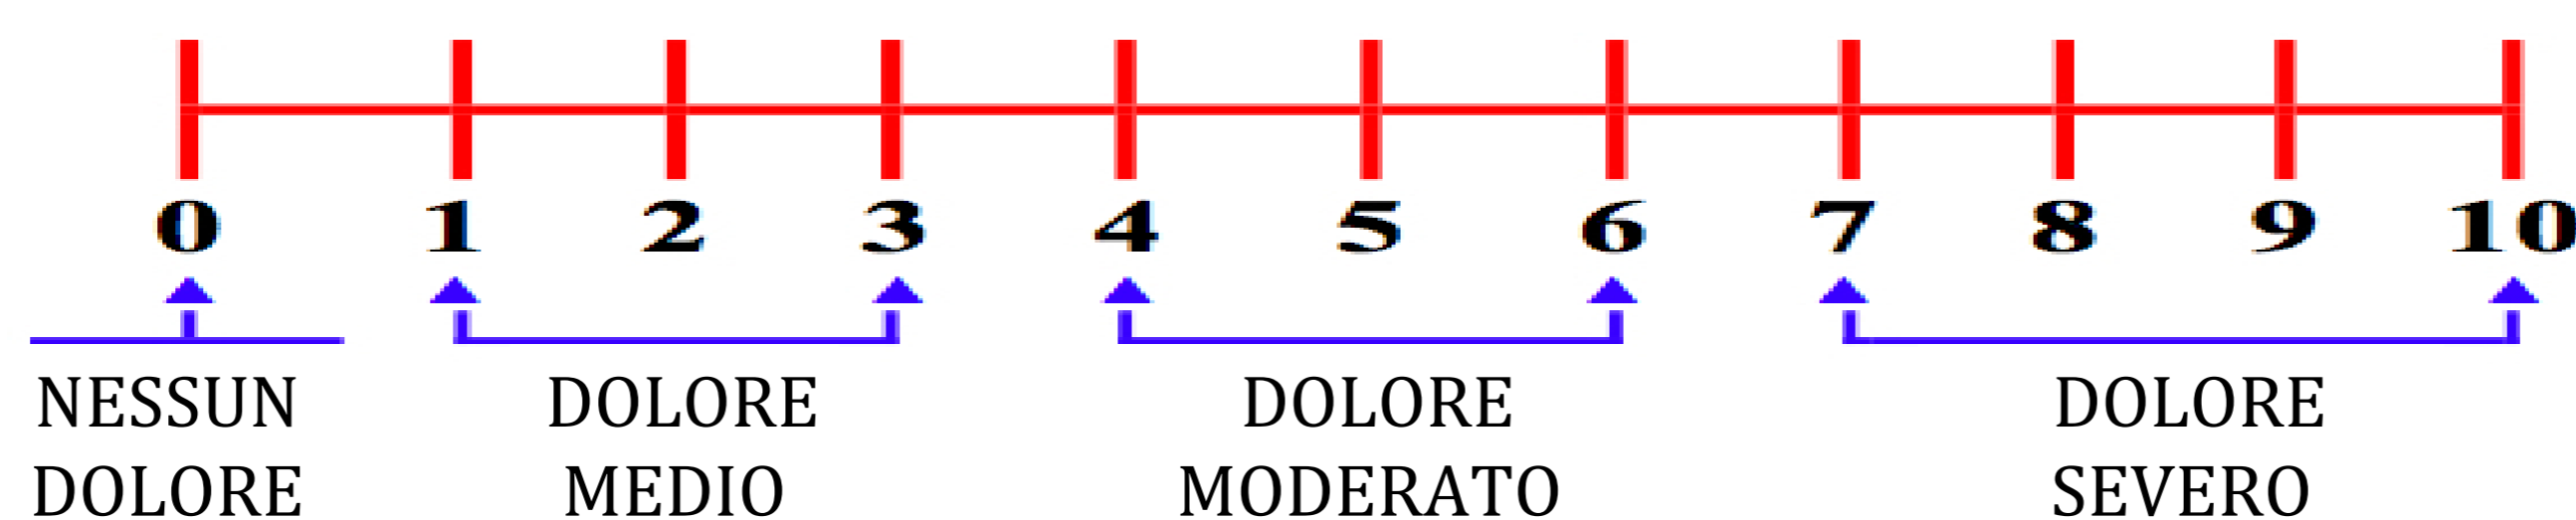 0 1 2 3 4 5 6 7 8 9 10
NESSUN DOLORE DOLORE DOLORE
DOLORE MEDIO MODERATO SEVERO